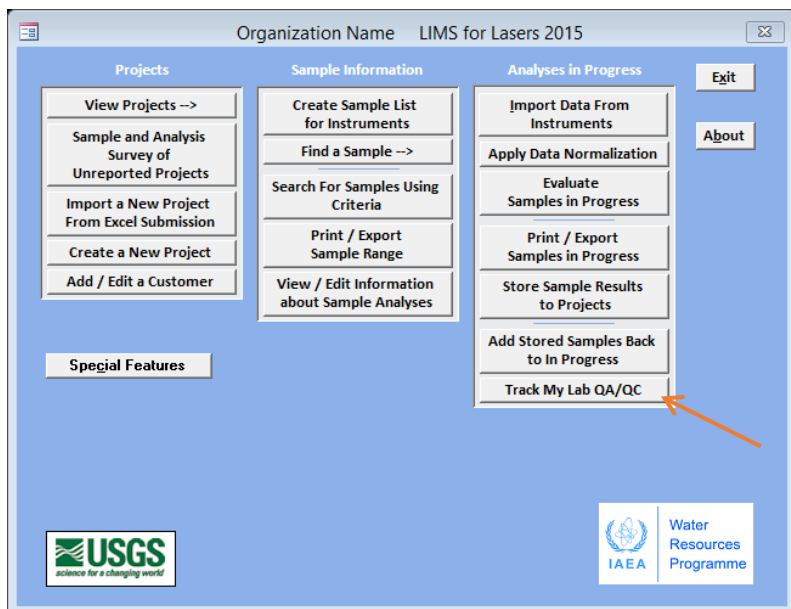 Organization Name LIMS for Lasers 2015
Projects
View Projects -->
Sample and Analysis
Survey of
Unreported Projects
Import a New Project
From Excel Submission
Create a New Project
Add / Edit a Customer
Special Features
Sample Information
Create Sample List
for Instruments
Find a Sample -->
Search For Samples Using
Criteria
Print / Export
Sample Range
View / Edit Information
about Sample Analyses
Analyses in Progress
Import Data From
Instruments
Apply Data Normalization
Evaluate
Samples in Progress
Print / Export
Samples in Progress
Store Sample Results
to Projects
Add Stored Samples Back
to In Progress
Track My Lab QA/QC
Exit
About
USGS
science for a changing world
IAEA
Water
Resources
Programme